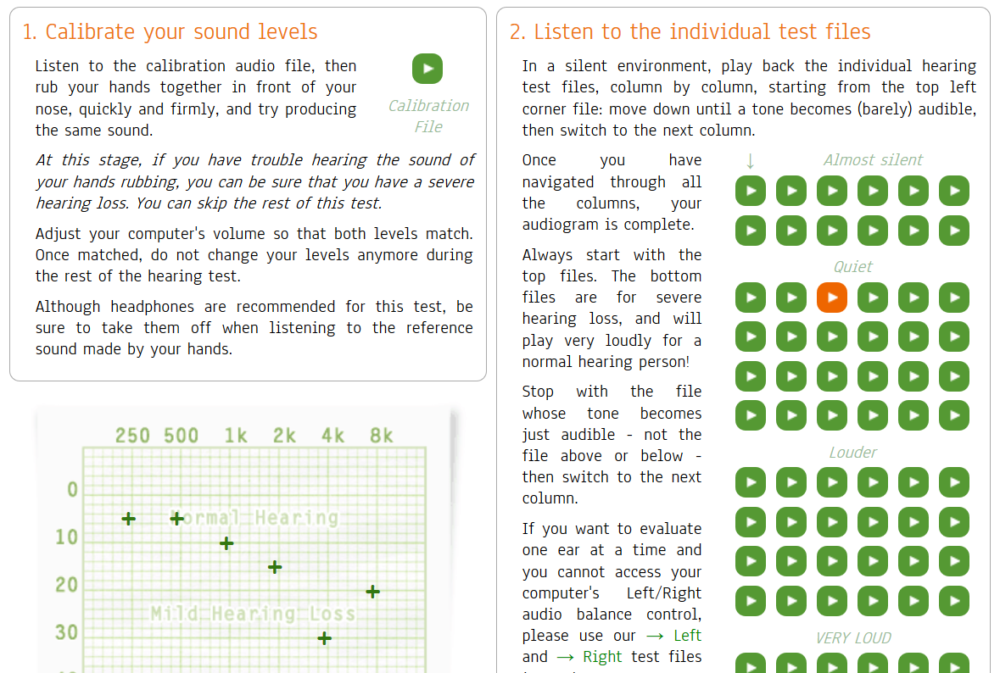 1. Calibrate your sound levels
Listen to the calibration audio file, then
rub your hands together in front of your
nose, quickly and firmly, and try producing
the same sound.
Calibration
File
At this stage, if you have trouble hearing the sound of
your hands rubbing, you can be sure that you have a severe
hearing loss. You can skip the rest of this test.
Adjust your computer's volume so that both levels match.
Once matched, do not change your levels anymore during
the rest of the hearing test.
Although headphones are recommended for this test, be
sure to take them off when listening to the reference
sound made by your hands.
250 500 1k 2k 4k 8k
0
Normal Hearing
10
20
Mild Hearing Loss
30
2. Listen to the individual test files
In a silent environment, play back the individual hearing
test files, column by column, starting from the top left
corner file: move down until a tone becomes (barely) audible,
then switch to the next column.
Once you have
navigated through all
the columns, your
audiogram is complete.
Always start with the
top files. The bottom
files are for severe
hearing loss, and will
play very loudly for a
normal hearing person!
Stop with the file
whose tone becomes
just audible - not the
file above or below -
then switch to the next
column.
If you want to evaluate
one ear at a time and
you cannot access your
computer's Left/Right
audio balance control,
please use our → Left
and → Right test files
↓ Almost silent
Quiet
Louder
VERY LOUD